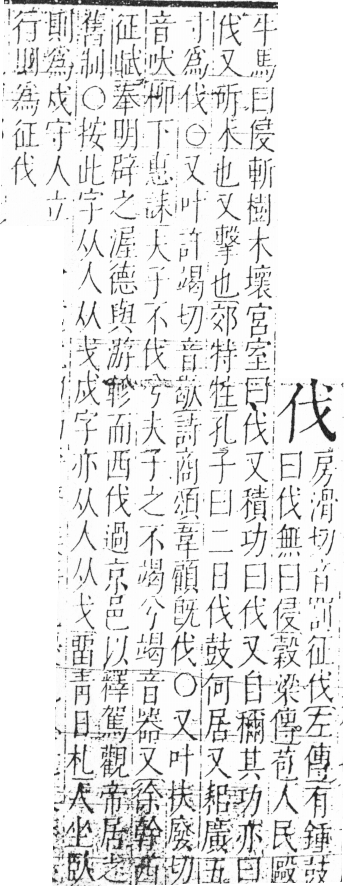 伐
房滑切音罰征伐左傳有鍾鼓
曰伐無曰侵穀梁傳苞人民毆
牛馬曰侵斬樹木壞宮室曰伐又積功曰伐又自稱其功亦曰
伐又斫木也又擊也郊特牲孔子曰二日伐鼓何居又耜廣五
寸爲伐○又叶許竭切音歇詩商頌韋顧旣伐○又叶扶廢切
音吠柳下惠誄夫子不伐兮夫子之不竭兮竭音器又徐幹西
征賦奉明辟之渥德與游軫而西伐過京邑以釋駕觀帝居之
舊制○按此字从人从戈戍字亦从人从戈畱靑日札人坐臥
則爲戍守人立
行則爲征伐